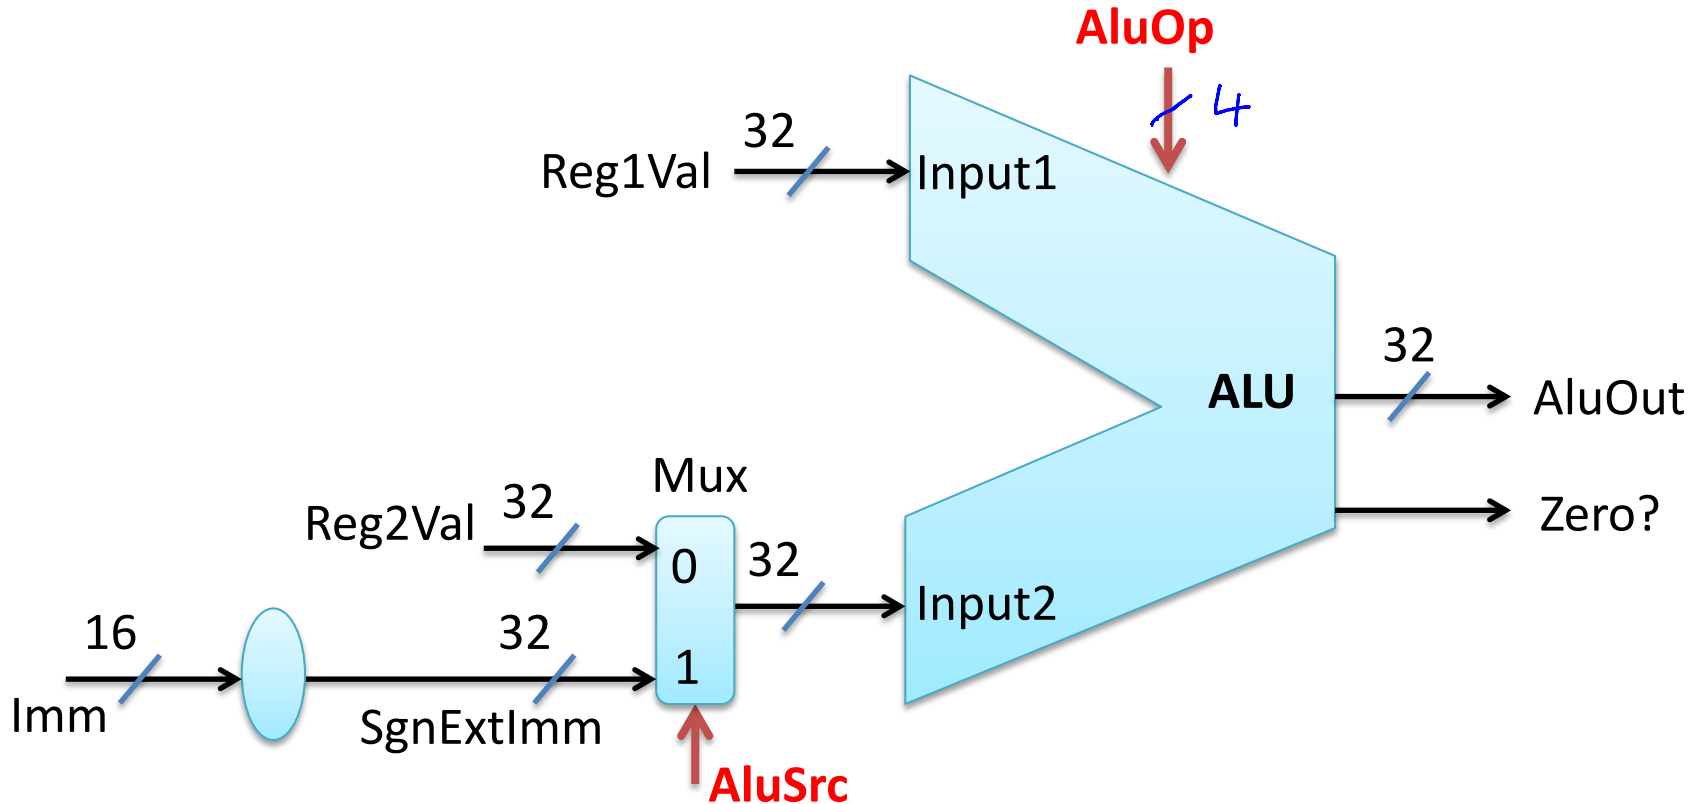 AluOp
4
32
Reg1Val
Input1
32
ALU
AluOut
Mux
32
Reg2Val
0
32
Zero?
Input2
16
32
1
Imm
SgnExtImm
AluSrc